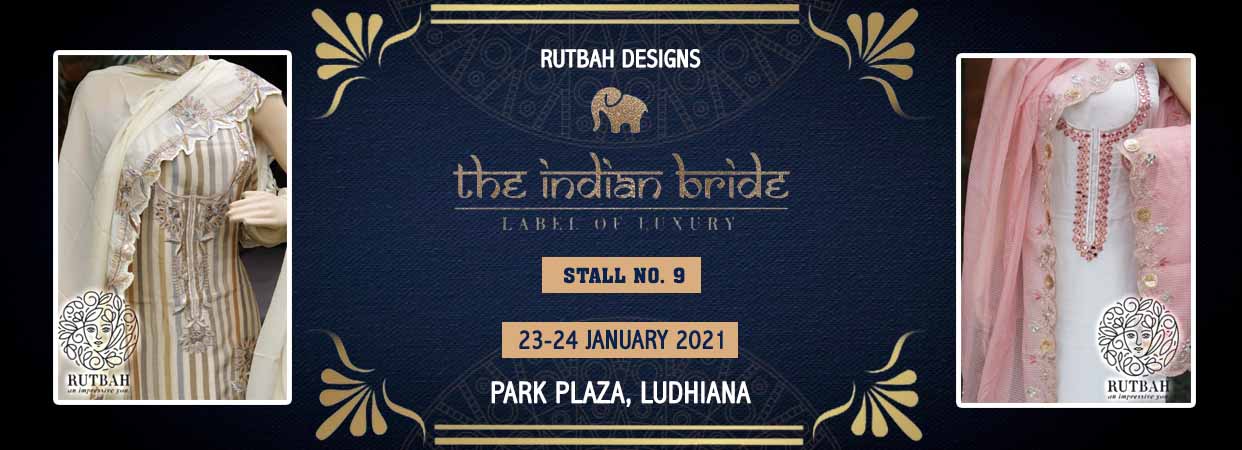 RUTBAH DESIGNS
the indian bride
LABEL OF LUXURY
STALL NO. 9
23-24 JANUARY 2021
PARK PLAZA, LUDHIANA
RUTBAH
an impressive you
RUTBAH
an impressive you